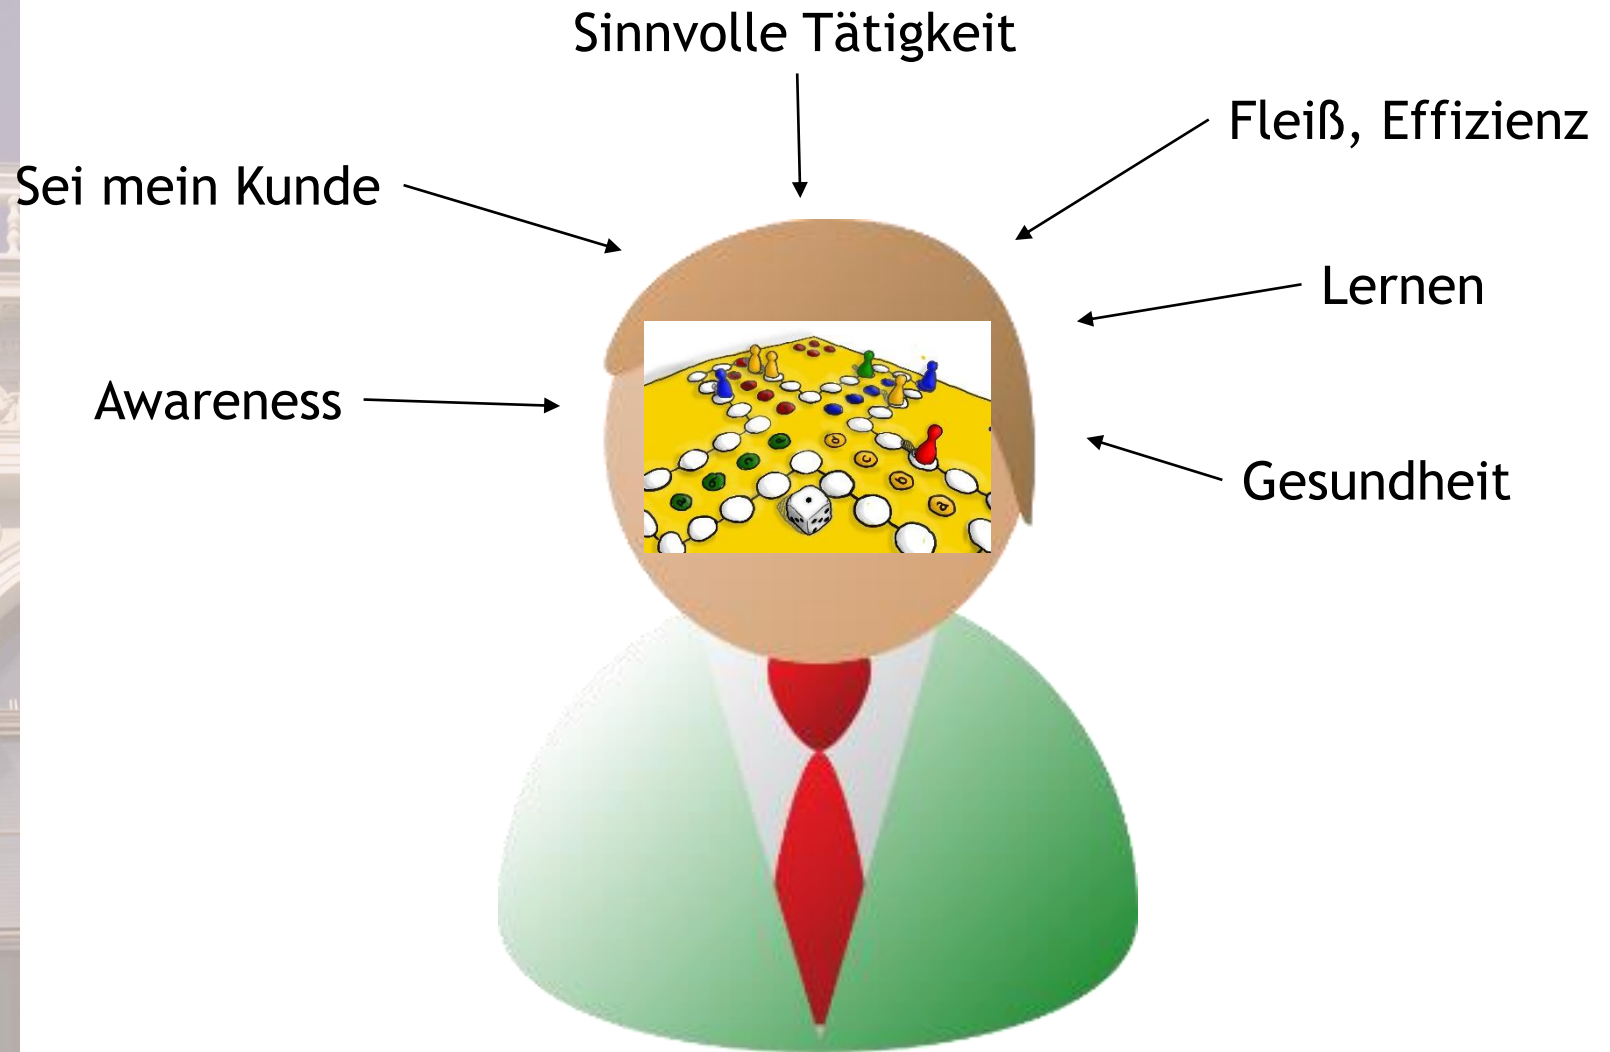 Sinnvolle Tätigkeit
Fleiß, Effizienz
Sei mein Kunde
Lernen
Awareness
Gesundheit